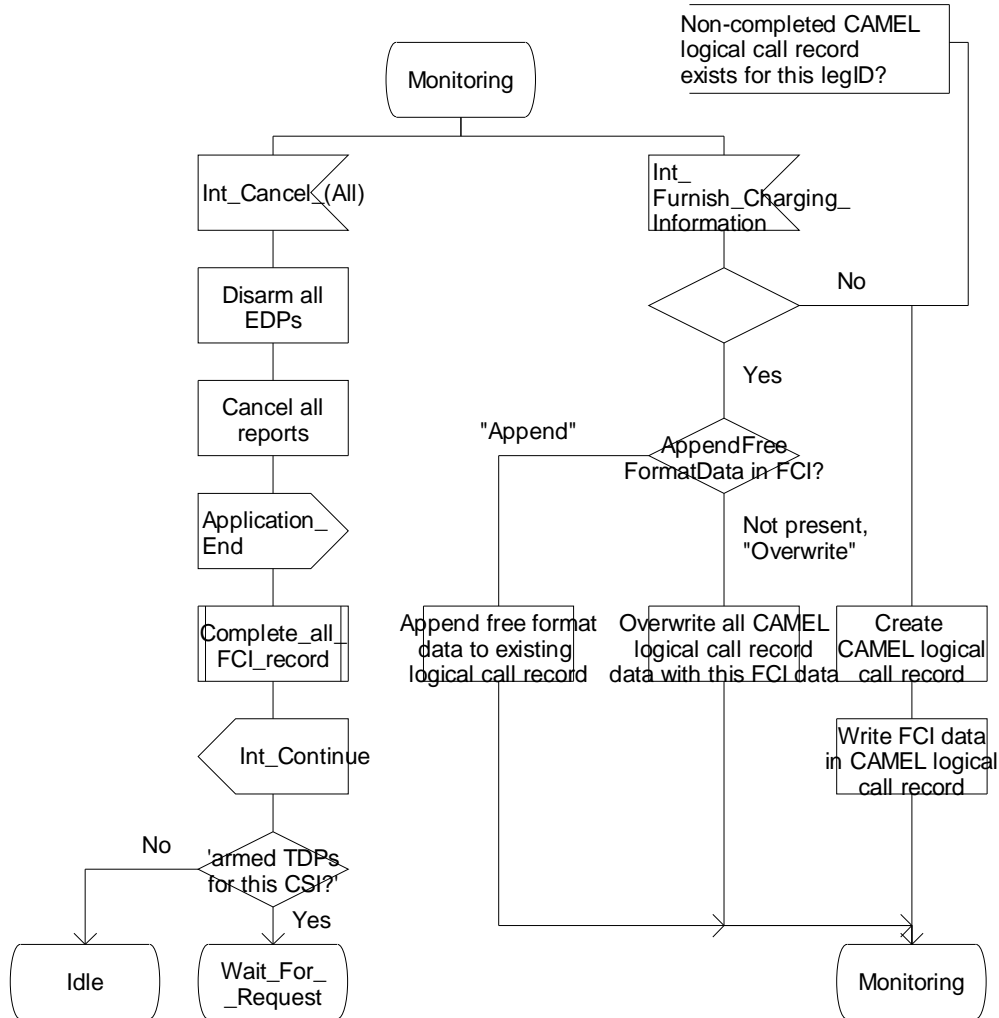 Non-completed CAMEL
logical call record
exists for this legID?
Monitoring
Int_Cancel_(All)
Int_
Furnish_Charging_
Information
Disarm all
EDPs
No
Yes
Cancel all
reports
"Append"
AppendFree
FormatData in FCI?
Application_
End
Not present,
"Overwrite"
Complete_all_
FCI_record
Append free format
data to existing
logical call record
Overwrite all CAMEL
logical call record
data with this FCI data
Create
CAMEL logical
call record
Int_Continue
Write FCI data
in CAMEL logical
call record
No
'armed TDPs
for this CSI?'
Yes
Idle
Wait_For_
_Request
Monitoring